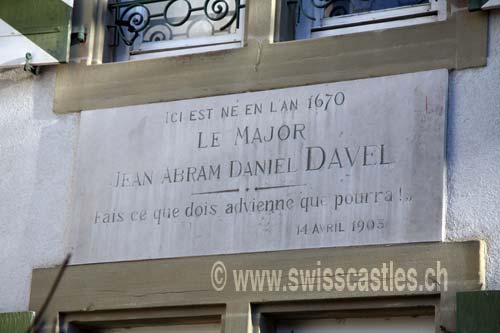 ICI EST NÉ EN L'AN 1670
LE MAJOR
JEAN ABRAM DANIEL DAVEL
Fais ce que dois advienne que pourra !..
14 AVRIL 1903
©www.swisscastles.ch